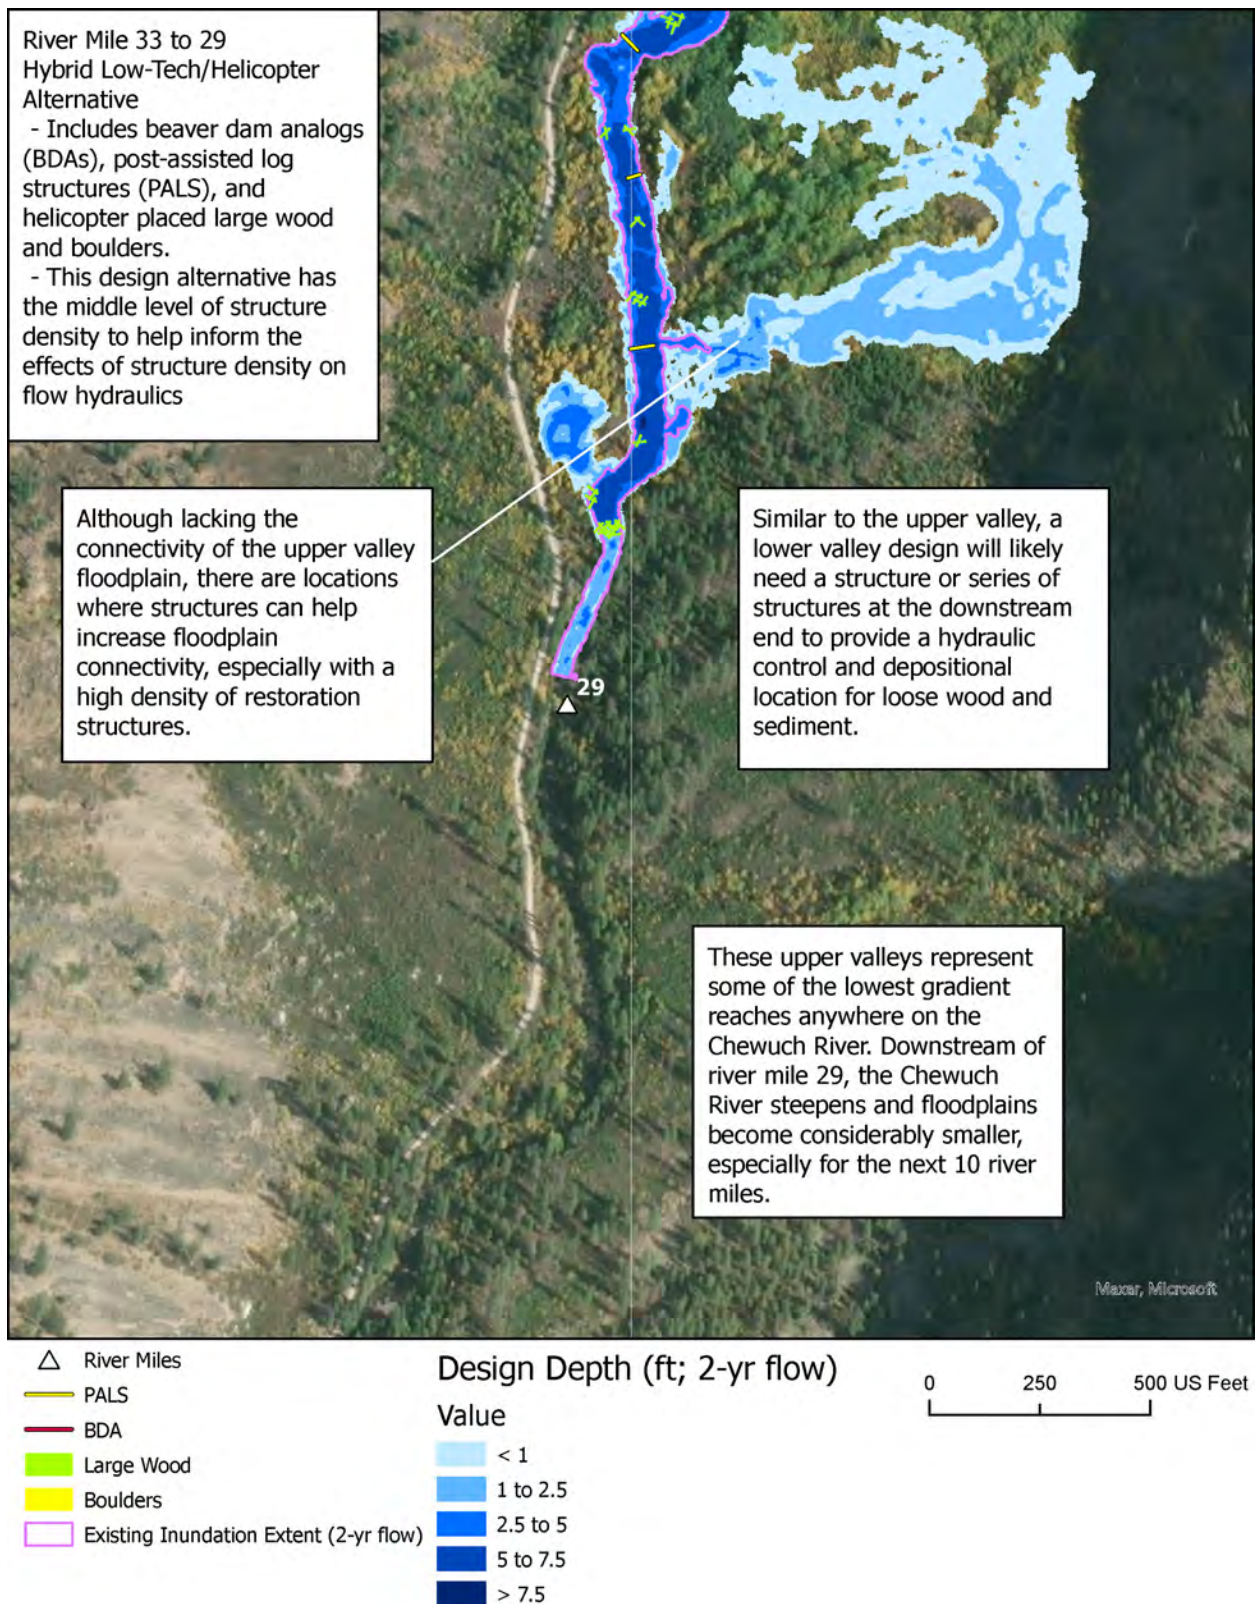 River Mile 33 to 29
Hybrid Low-Tech/Helicopter
Alternative
- Includes beaver dam analogs
(BDAs), post-assisted log
structures (PALS), and
helicopter placed large wood
and boulders.
- This design alternative has
the middle level of structure
density to help inform the
effects of structure density on
flow hydraulics
Although lacking the
connectivity of the upper valley
floodplain, there are locations
where structures can help
increase floodplain
connectivity, especially with a
high density of restoration
structures.
Similar to the upper valley, a
lower valley design will likely
need a structure or series of
structures at the downstream
end to provide a hydraulic
control and depositional
location for loose wood and
sediment.
29
These upper valleys represent
some of the lowest gradient
reaches anywhere on the
Chewuch River. Downstream of
river mile 29, the Chewuch
River steepens and floodplains
become considerably smaller,
especially for the next 10 river
miles.
Maxar, Microsoft
River Miles
PALS
BDA
Large Wood
Boulders
Existing Inundation Extent (2-yr flow)
Design Depth (ft; 2-yr flow)
Value
< 1
1 to 2.5
2.5 to 5
5 to 7.5
> 7.5
0 250 500 US Feet